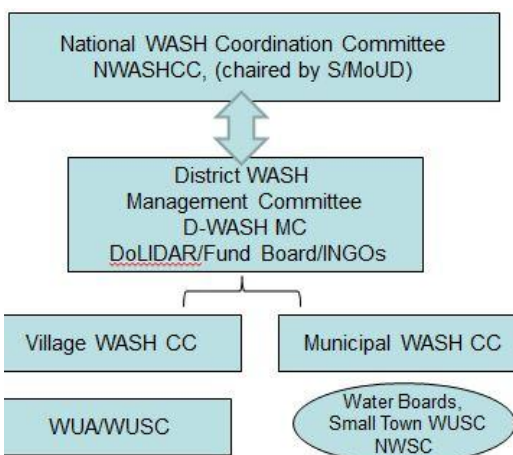 National WASH Coordination Committee
NWASHCC, (chaired by S/MoUD)
District WASH
Management Committee
D-WASH MC
DoLIDAR/Fund Board/INGOs
Village WASH CC
Municipal WASH CC
WUA/WUSC
Water Boards,
Small Town WUSC
NWSC